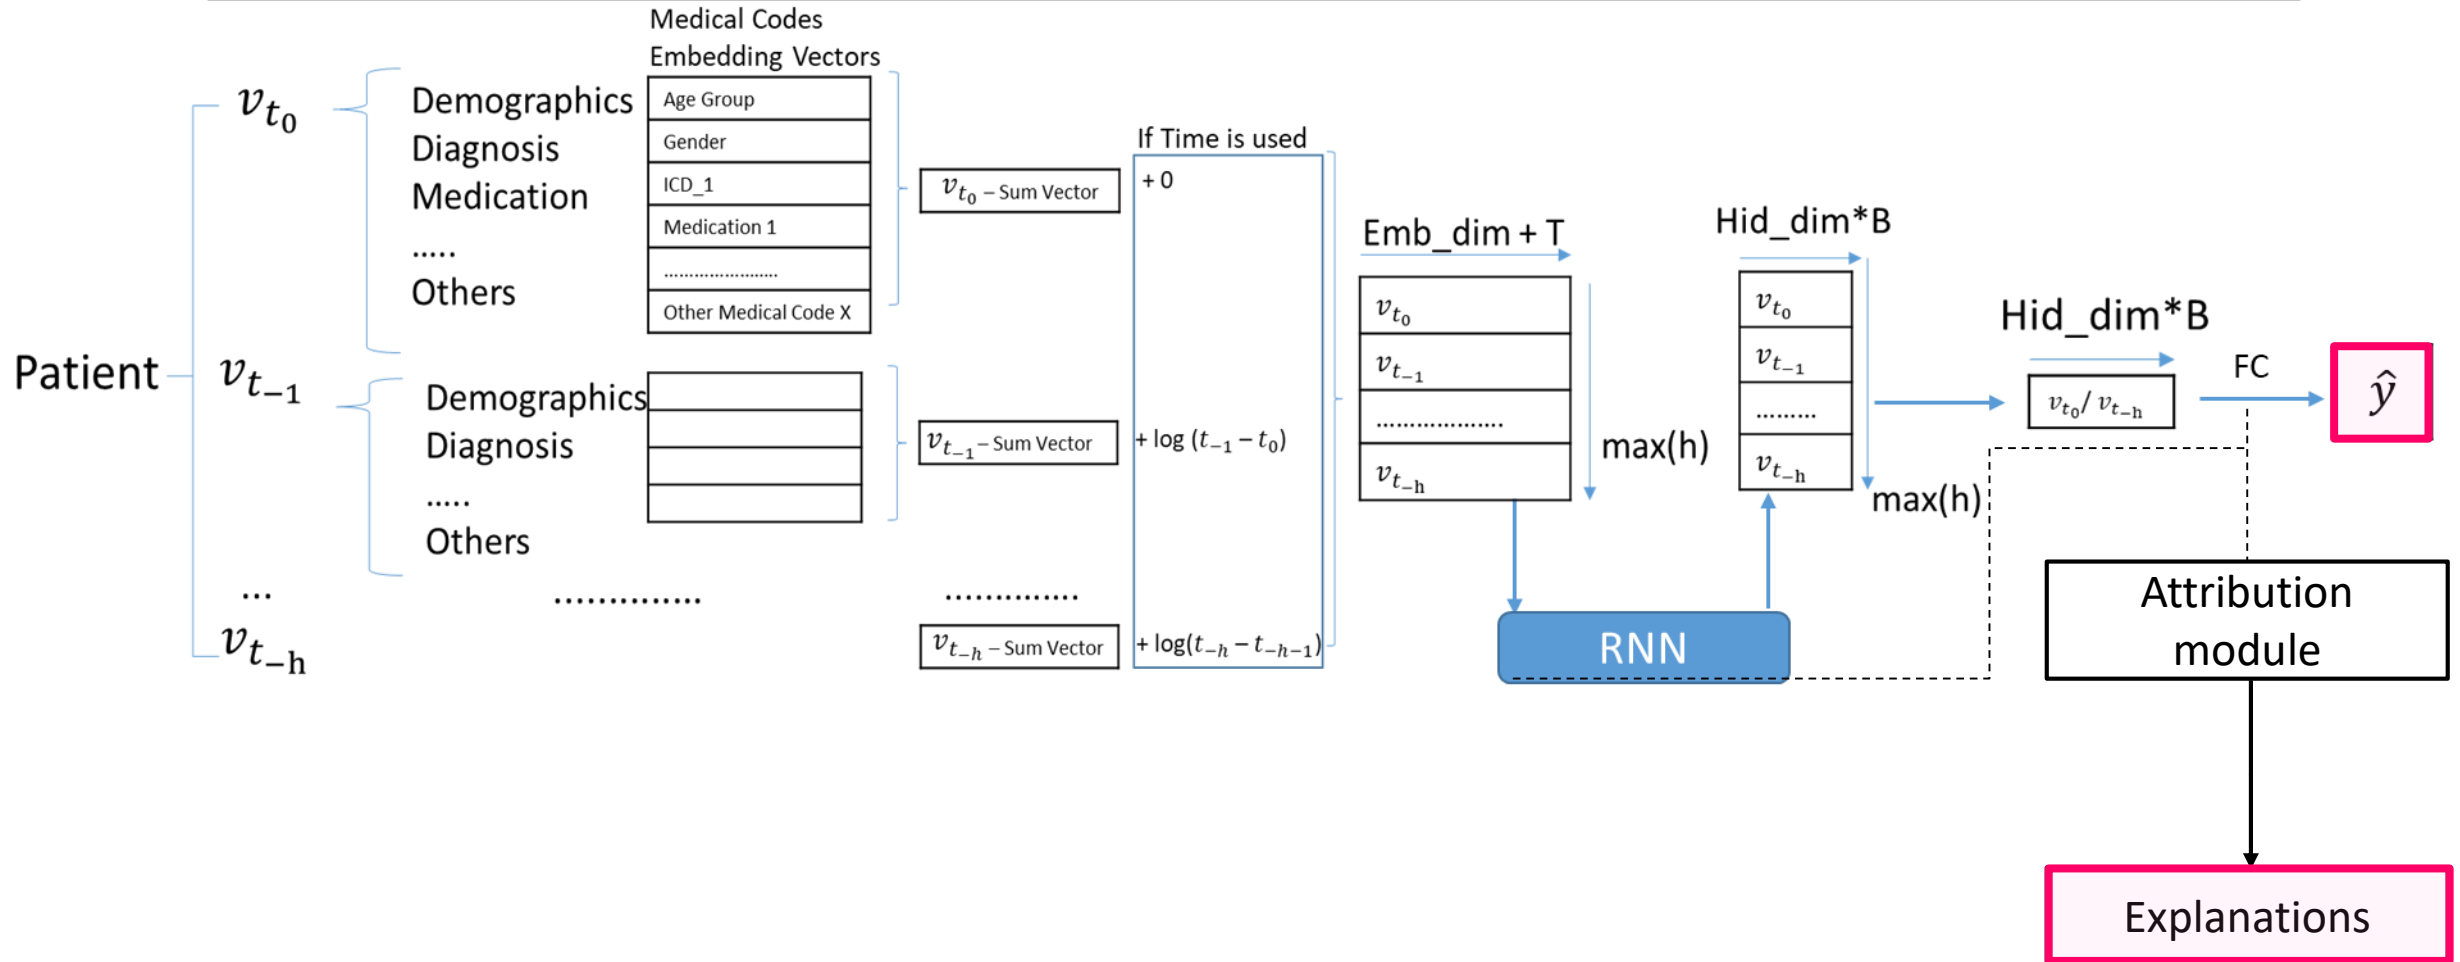 Medical Codes
Embedding Vectors
Patient
v_{t_0}
Demographics
Diagnosis
Medication
.....
Others
Age Group
Gender
ICD_1
Medication 1
......................
Other Medical Code X
v_{t_0} – Sum Vector
If Time is used
+ 0
v_{t_{-1}}
Demographics
Diagnosis
.....
Others
v_{t_{-1}} – Sum Vector
+ log (t_{-1} – t_0)
...
..............
..............
v_{t_{-h}}
v_{t_{-h}} – Sum Vector
+ log(t_{-h} – t_{-h-1})
Emb_dim + T
v_{t_0}
v_{t_{-1}}
...................
v_{t_{-h}}
max(h)
RNN
Hid_dim*B
v_{t_0}
v_{t_{-1}}
.........
v_{t_{-h}}
max(h)
Hid_dim*B
v_{t_0}/ v_{t_{-h}}
FC
ŷ
Attribution
module
Explanations